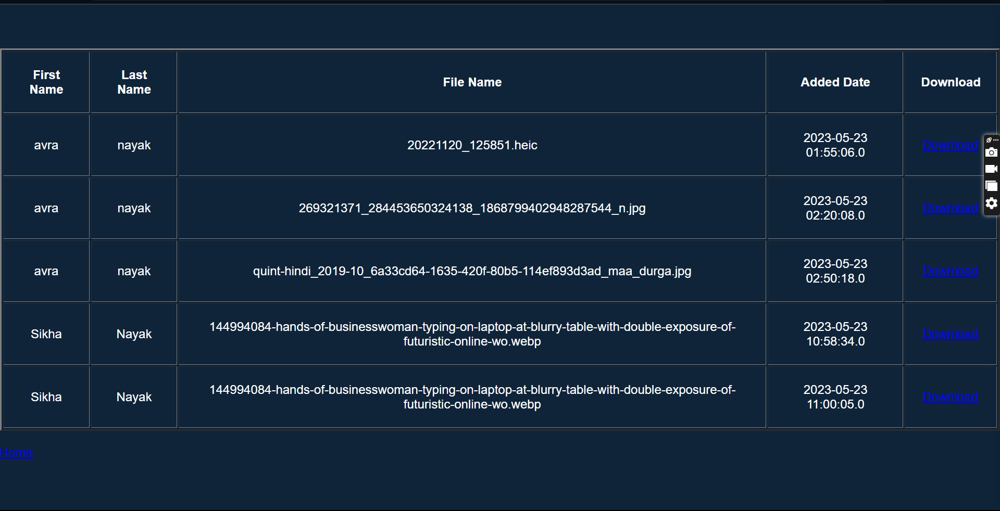 First Name
Last Name
File Name
Added Date
Download
avra
nayak
20221120_125851.heic
2023-05-23
01:55:06.0
Download
avra
nayak
269321371_284453650324138_1868799402948287544_n.jpg
2023-05-23
02:20:08.0
Download
avra
nayak
quint-hindi_2019-10_6a33cd64-1635-420f-80b5-114ef893d3ad_maa_durga.jpg
2023-05-23
02:50:18.0
Download
Sikha
Nayak
144994084-hands-of-businesswoman-typing-on-laptop-at-blurry-table-with-double-exposure-of-
futuristic-online-wo.webp
2023-05-23
10:58:34.0
Download
Sikha
Nayak
144994084-hands-of-businesswoman-typing-on-laptop-at-blurry-table-with-double-exposure-of-
futuristic-online-wo.webp
2023-05-23
11:00:05.0
Download
Home